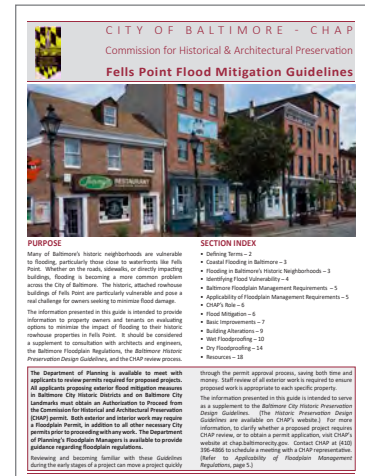 CITY OF BALTIMORE - CHAP
Commission for Historical & Architectural Preservation
Fells Point Flood Mitigation Guidelines
RESTAURANT
PURPOSE
Many of Baltimore's historic neighborhoods are vulnerable
to flooding, particularly those close to waterfronts like Fells
Point. Whether on the roads, sidewalks, or directly impacting
buildings, flooding is becoming a more common problem
across the City of Baltimore. The historic, attached rowhouse
buildings of Fells Point are particularly vulnerable and pose a
real challenge for owners seeking to minimize flood damage.
The information presented in this guide is intended to provide
information to property owners and tenants on evaluating
options to minimize the impact of flooding to their historic
rowhouse properties in Fells Point. It should be considered
a supplement to consultation with architects and engineers,
the Baltimore Floodplain Regulations, the Baltimore Historic
Preservation Design Guidelines, and the CHAP review process.
SECTION INDEX
• Defining Terms – 2
• Coastal Flooding in Baltimore – 3
• Flooding in Baltimore's Historic Neighborhoods – 3
• Identifying Flood Vulnerability – 4
• Baltimore Floodplain Management Requirements – 5
• Applicability of Floodplain Management Requirements – 5
• CHAP's Role – 6
• Flood Mitigation – 6
• Basic Improvements – 7
• Building Alterations – 9
• Wet Floodproofing – 10
• Dry Floodproofing – 14
• Resources – 18
The Department of Planning is available to meet with
applicants to review permits required for proposed projects.
All applicants proposing exterior flood mitigation measures
in Baltimore City Historic Districts and on Baltimore City
Landmarks must obtain an Authorization to Proceed from
the Commission for Historical and Architectural Preservation
(CHAP) permit. Both exterior and interior work may require
a Floodplain Permit, in addition to all other necessary City
permits prior to proceeding with any work. The Department
of Planning's Floodplain Managers is available to provide
guidance regarding floodplain regulations.
Reviewing and becoming familiar with these Guidelines
during the early stages of a project can move a project quickly
through the permit approval process, saving both time and
money. Staff review of all exterior work is required to ensure
proposed work is appropriate to each specific property.
The information presented in this guide is intended to serve
as a supplement to the Baltimore City Historic Preservation
Design Guidelines. (The Historic Preservation Design
Guidelines are available on CHAP's website.) For more
information, to clarify whether a proposed project requires
CHAP review, or to obtain a permit application, visit CHAP's
website at chap.baltimorecity.gov. Contact CHAP at (410)
396-4866 to schedule a meeting with a CHAP representative.
(Refer to Applicability of Floodplain Management
Regulations, page 5.)